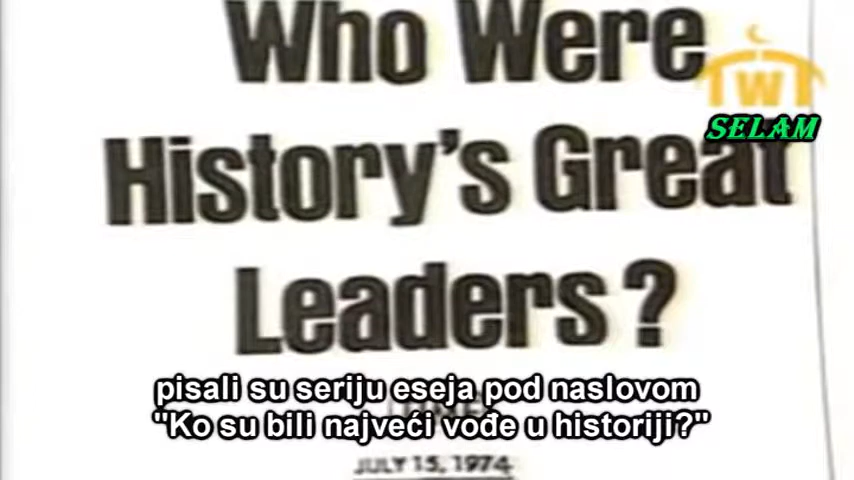 Who Were
W
SELAM
History's Great
Leaders?
pisali su seriju eseja pod naslovom
"Ko su bili najveći vođe u historiji?"
JULY 15, 1974